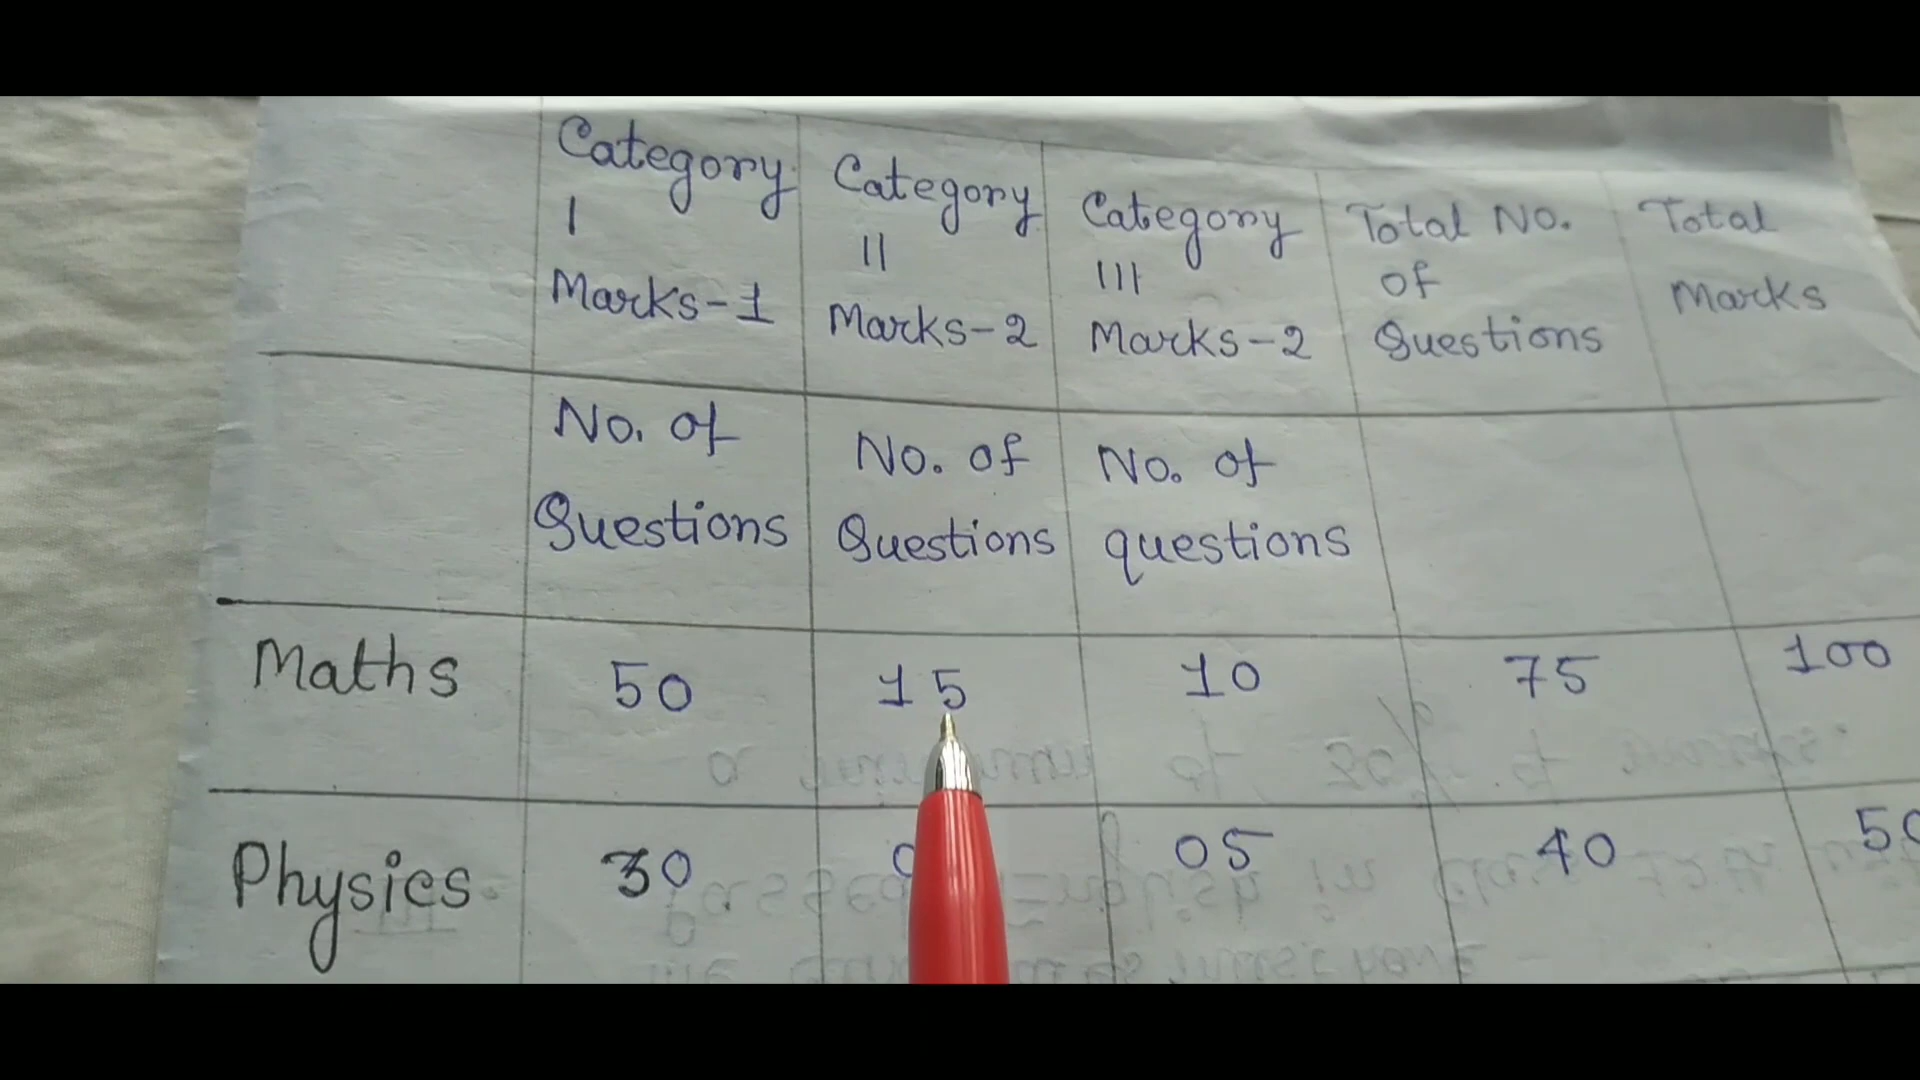 Category
I
Marks-1
Category
II
Marks-2
Category
III
Marks-2
Total No.
of
Questions
Total
Marks
No. of
Questions
No. of
Questions
No. of
questions
Maths 50 15 10 75 100
Physics 30 05 40